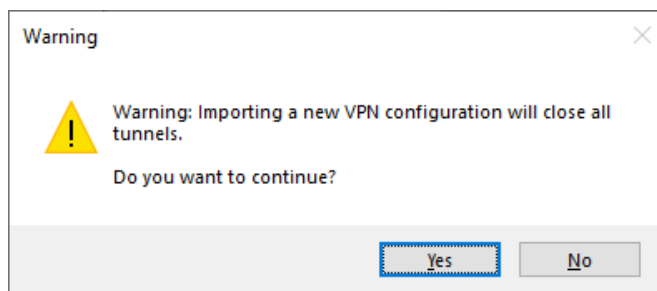 Warning
Warning: Importing a new VPN configuration will close all
tunnels.
Do you want to continue?
Yes
No